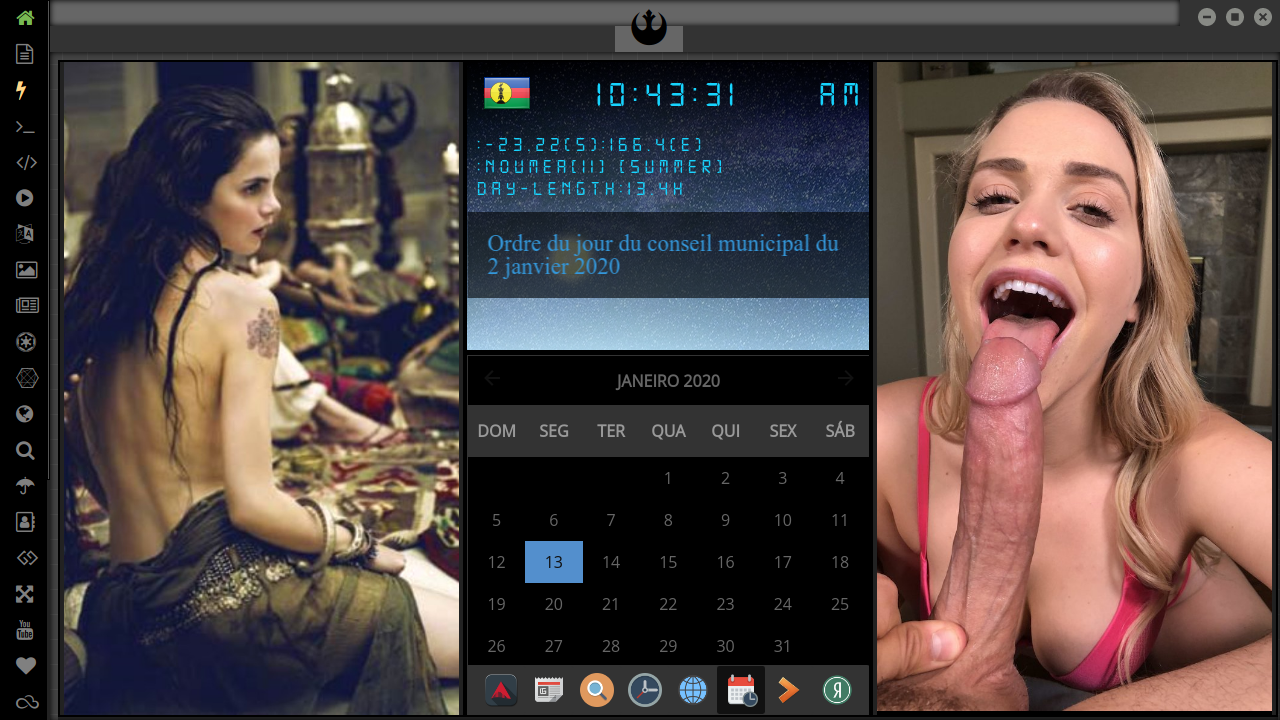 10:43:31 AM
:-23.22(S):166.4(E)
:NOUMEA(11) (SUMMER)
DAY-LENGTH:13.4H
Ordre du jour du conseil municipal du
2 janvier 2020
JANEIRO 2020
DOM SEG TER QUA QUI SEX SÁB
1 2 3 4
5 6 7 8 9 10 11
12 13 14 15 16 17 18
19 20 21 22 23 24 25
26 27 28 29 30 31
You
Tube
Я